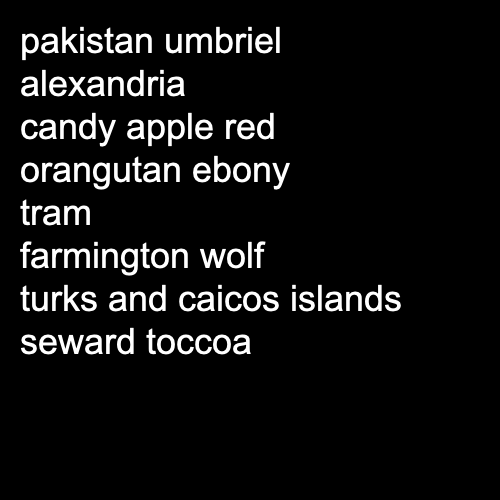 pakistan umbriel
alexandria
candy apple red
orangutan ebony
tram
farmington wolf
turks and caicos islands
seward toccoa